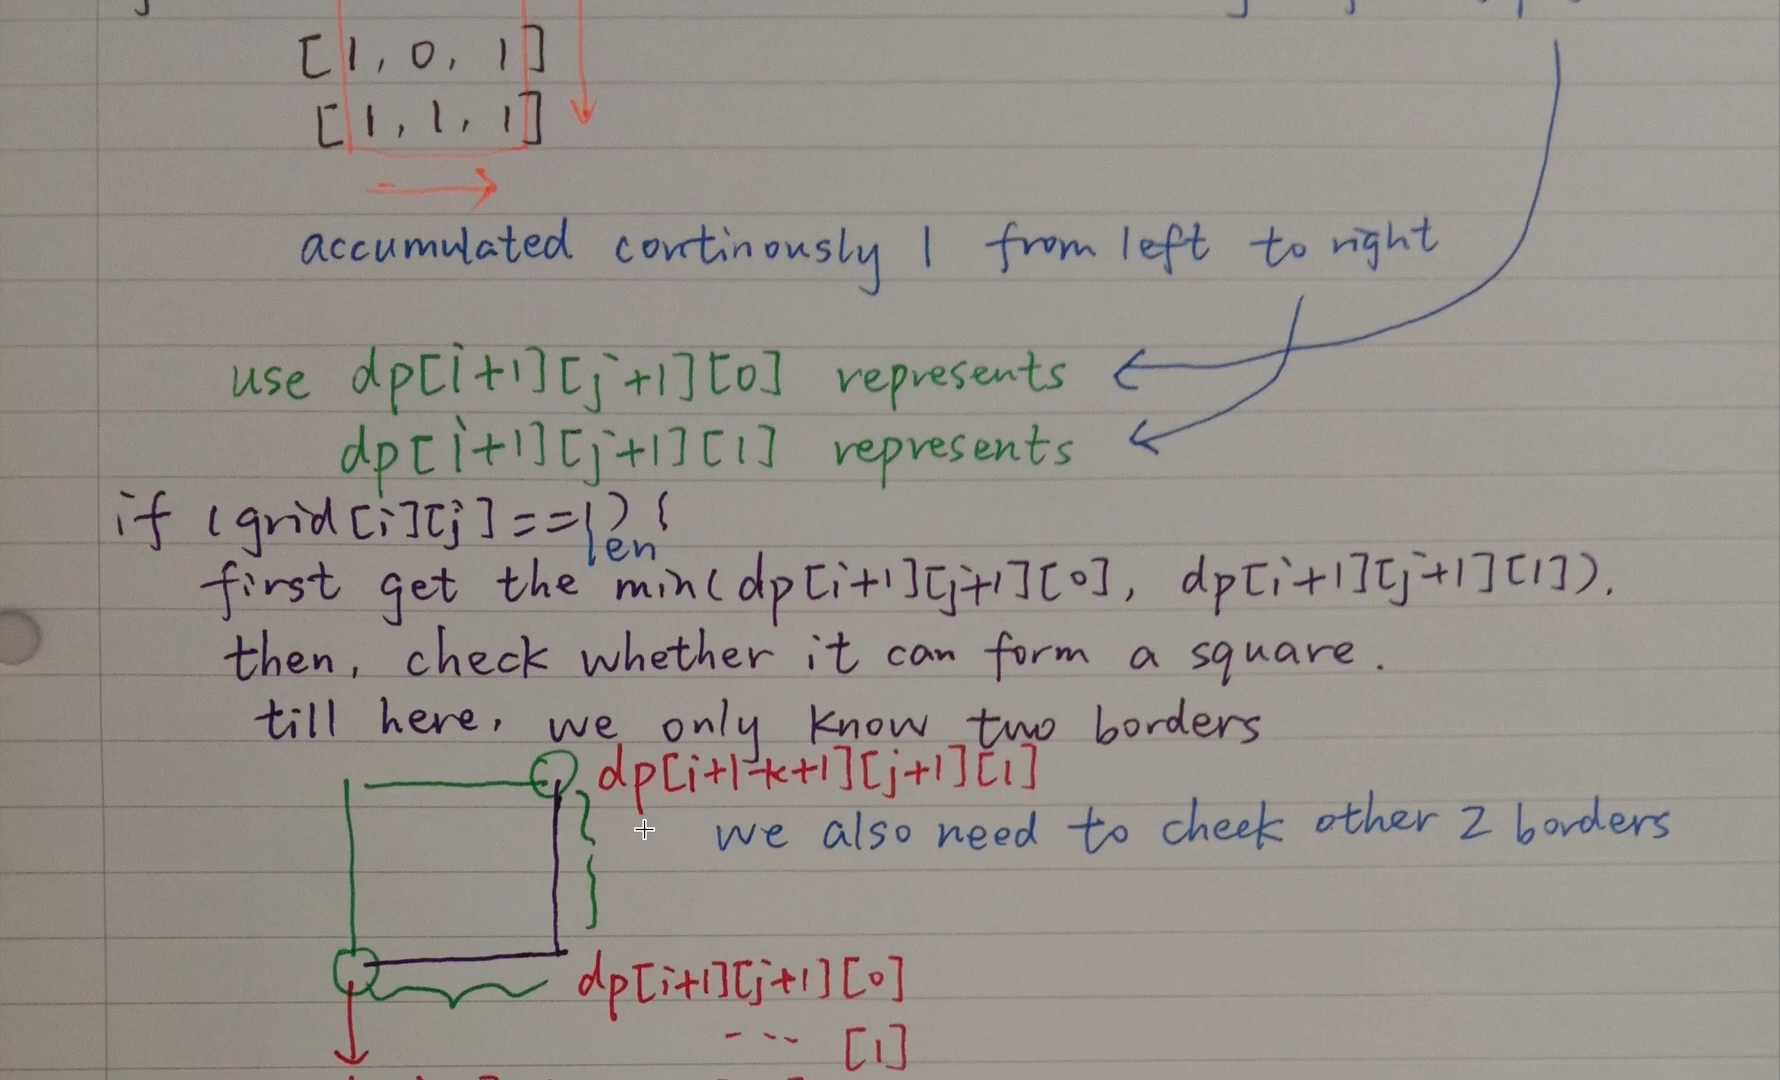 [1, 0, 1]
[1, 1, 1]
accumulated continously 1 from left to right
use dp[i+1][j+1][0] represents
dp[i+1][j+1][1] represents
if (grid[i][j]==1) {
len
first get the min(dp[i+1][j+1][0], dp[i+1][j+1][1]).
then, check whether it can form a square.
till here, we only know two borders
dp[i+1-k+1][j+1][1]
we also need to check other 2 borders
dp[i+1][j+1][0]
--- [1]